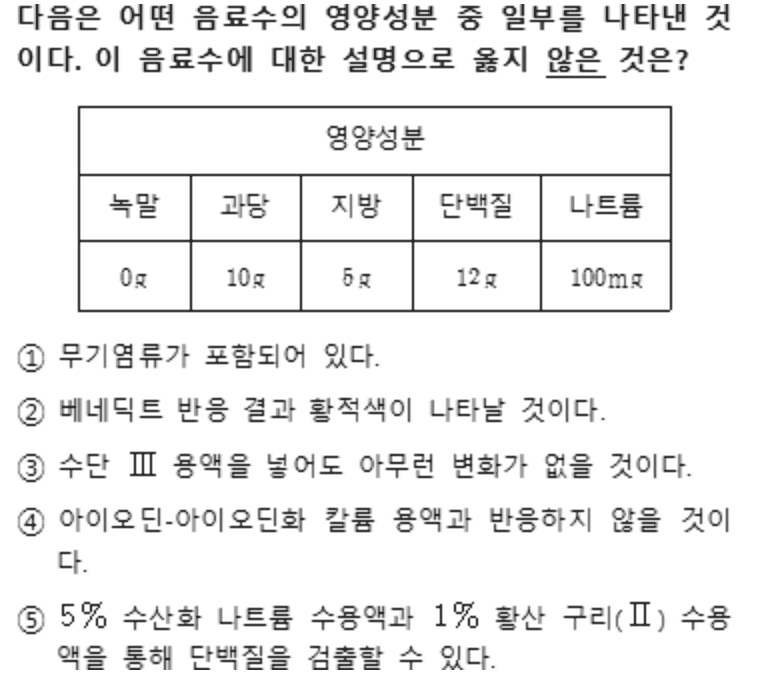 다음은 어떤 음료수의 영양성분 중 일부를 나타낸 것
이다. 이 음료수에 대한 설명으로 옳지 않은 것은?
영양성분
녹말 과당 지방 단백질 나트륨
0g 10g 5g 12g 100mg
① 무기염류가 포함되어 있다.
② 베네딕트 반응 결과 황적색이 나타날 것이다.
③ 수단 Ⅲ 용액을 넣어도 아무런 변화가 없을 것이다.
④ 아이오딘-아이오딘화 칼륨 용액과 반응하지 않을 것이
다.
⑤ 5% 수산화 나트륨 수용액과 1% 황산 구리(Ⅱ) 수용
액을 통해 단백질을 검출할 수 있다.